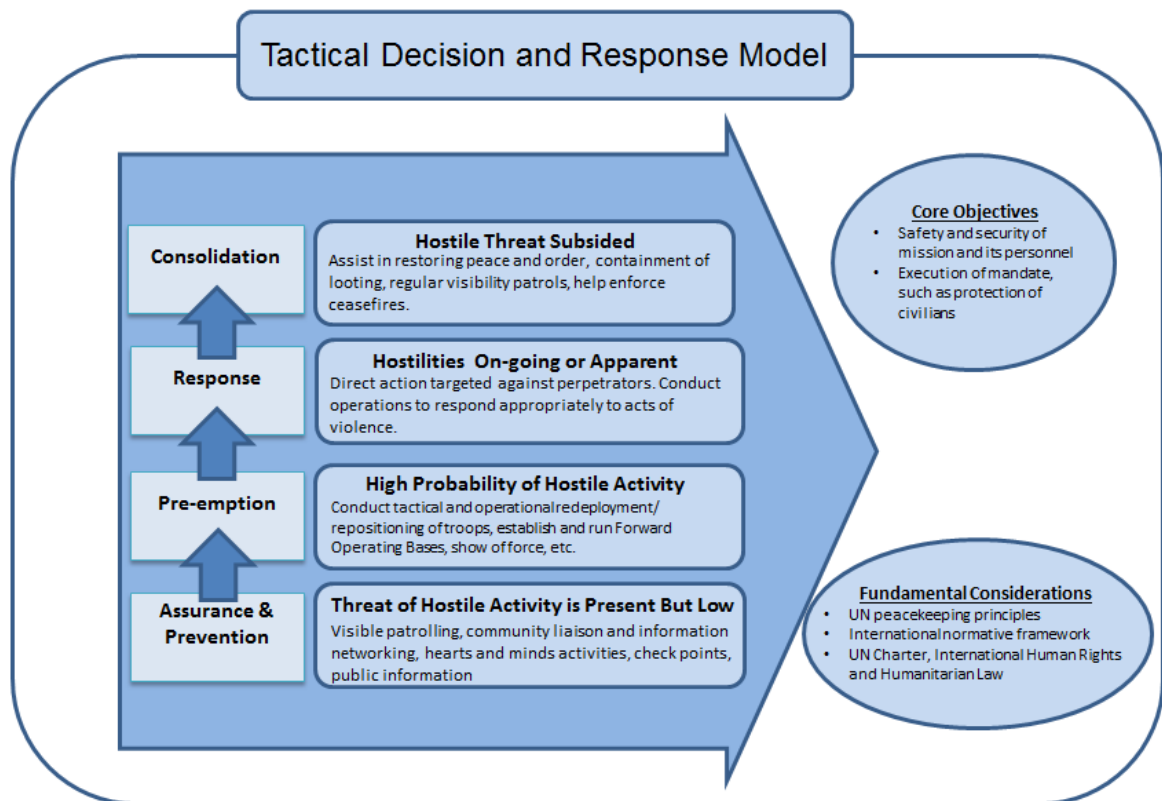 Tactical Decision and Response Model
Consolidation
Hostile Threat Subsided
Assist in restoring peace and order, containment of
looting, regular visibility patrols, help enforce
ceasefires.
Response
Hostilities On-going or Apparent
Direct action targeted against perpetrators. Conduct
operations to respond appropriately to acts of
violence.
Pre-emption
High Probability of Hostile Activity
Conduct tactical and operational redeployment/
repositioning of troops, establish and run Forward
Operating Bases, show of force, etc.
Assurance &
Prevention
Threat of Hostile Activity is Present But Low
Visible patrolling, community liaison and information
networking, hearts and minds activities, check points,
public information
Core Objectives
• Safety and security of
mission and its personnel
• Execution of mandate,
such as protection of
civilians
Fundamental Considerations
• UN peacekeeping principles
• International normative framework
• UN Charter, International Human Rights
and Humanitarian Law